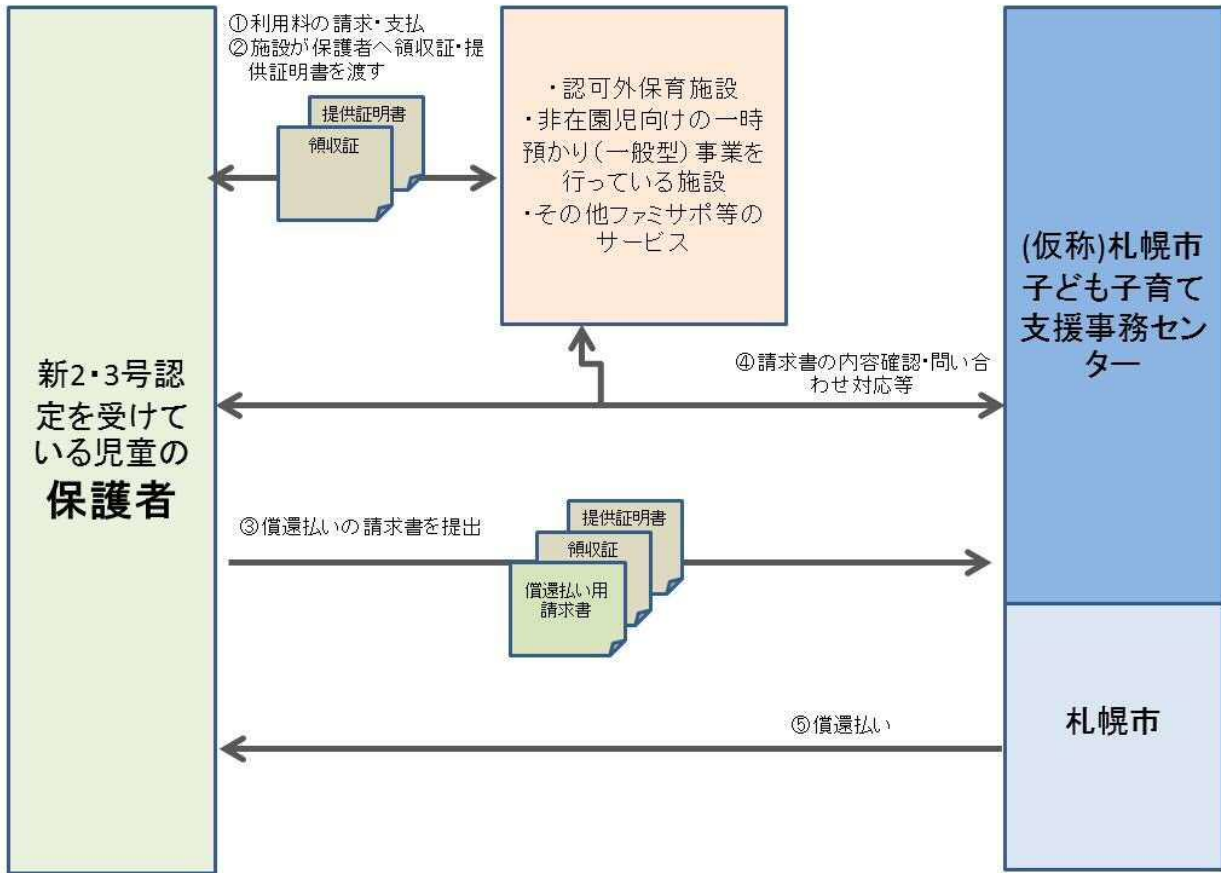 ①利用料の請求・支払
②施設が保護者へ領収証・提
供証明書を渡す
提供証明書
領収証
・認可外保育施設
・非在園児向けの一時
預かり(一般型)事業を
行っている施設
・その他ファミサポ等の
サービス
(仮称)札幌市
子ども子育て
支援事務セン
ター
新2・3号認
定を受けて
いる児童の
保護者
④請求書の内容確認・問い合
わせ対応等
③償還払いの請求書を提出
提供証明書
領収証
償還払い用
請求書
⑤償還払い
札幌市